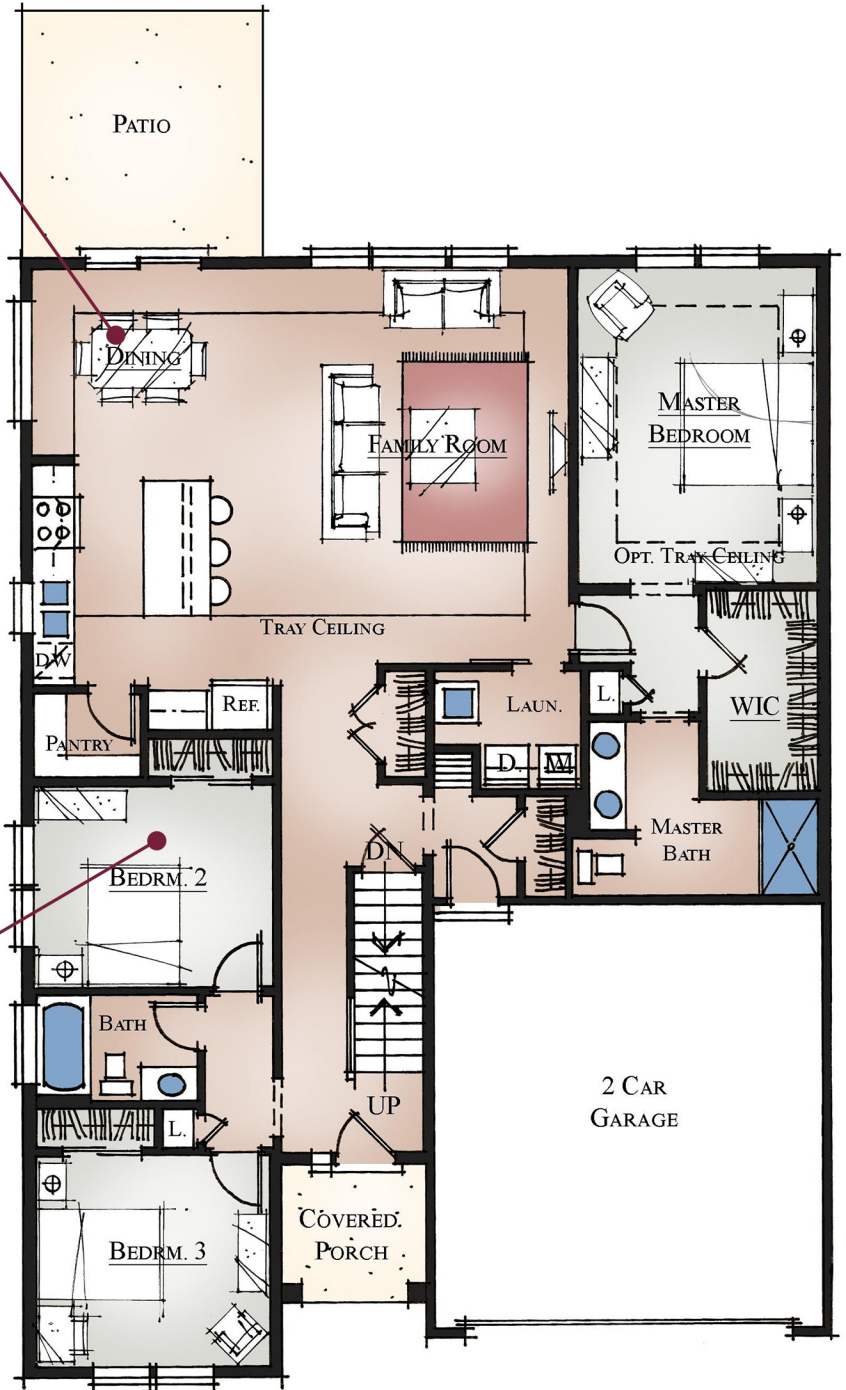 PATIO
DINING
FAMILY ROOM
MASTER
BEDROOM
OPT. TRAY CEILING
TRAY CEILING
DW
REF.
PANTRY
LAUN.
L.
WIC
D.
W
MASTER
BATH
DN
BEDRM. 2
BATH
L.
UP
2 CAR
GARAGE
COVERED
PORCH
BEDRM. 3